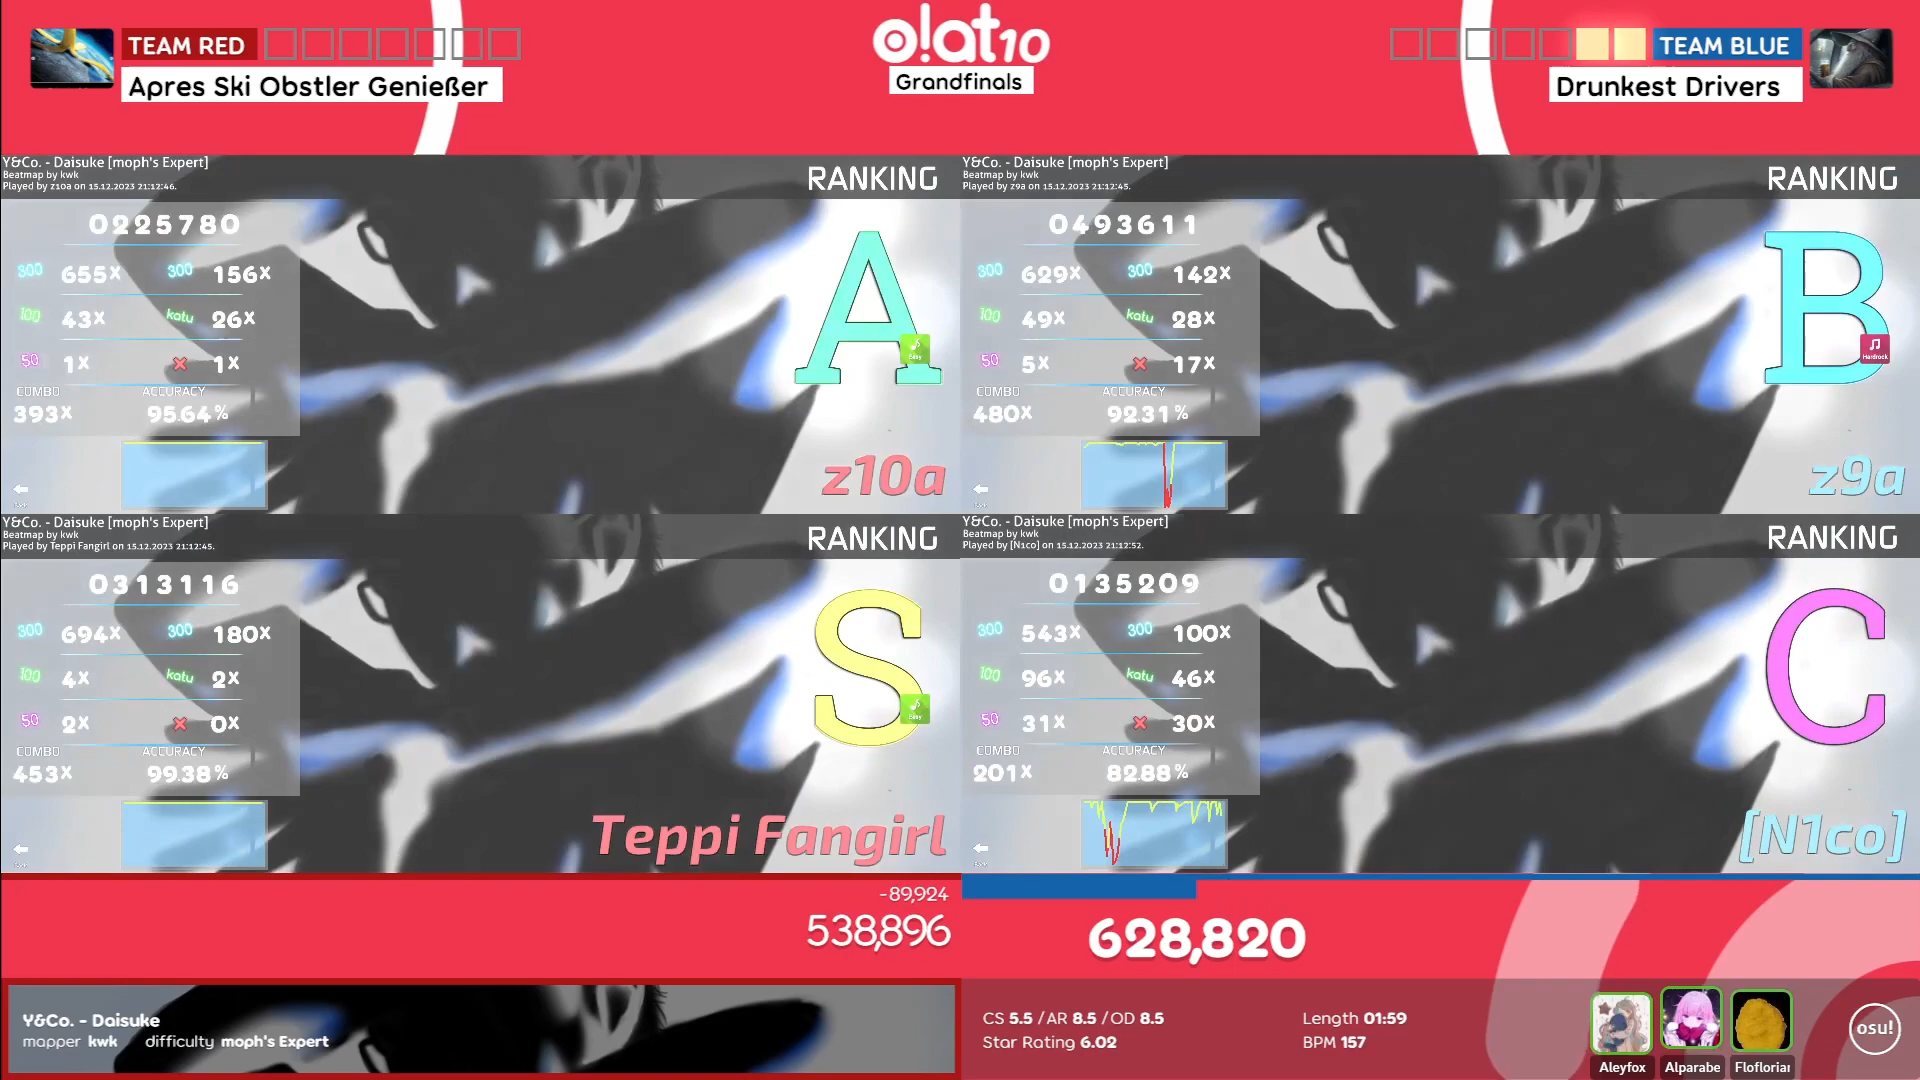 TEAM RED
Apres Ski Obstler Genießer
o!at10
Grandfinals
TEAM BLUE
Drunkest Drivers
Y&Co. - Daisuke [moph's Expert]
Beatmap by kwk
Played by z10a on 15.12.2023 21:12:46.
RANKING
0225780
300 655x 300 156x
100 43x katu 26x
50 1x 1x
COMBO ACCURACY
393x 95.64%
Easy
z10a
Y&Co. - Daisuke [moph's Expert]
Beatmap by kwk
Played by z9a on 15.12.2023 21:12:45.
RANKING
0493611
300 629x 300 142x
100 49x katu 28x
50 5x 17x
COMBO ACCURACY
480x 92.31%
Hardrock
z9a
Y&Co. - Daisuke [moph's Expert]
Beatmap by kwk
Played by Teppi Fangirl on 15.12.2023 21:12:45.
RANKING
0313116
300 694x 300 180x
100 4x katu 2x
50 2x 0x
COMBO ACCURACY
453x 99.38%
S
Easy
Teppi Fangirl
Y&Co. - Daisuke [moph's Expert]
Beatmap by kwk
Played by [N1co] on 15.12.2023 21:12:52.
RANKING
0135209
300 543x 300 100x
100 96x katu 46x
50 31x 30x
COMBO ACCURACY
201x 82.88%
C
[N1co]
A
B
-89,924
538,896
628,820
Y&Co. - Daisuke
mapper kwk difficulty moph's Expert
CS 5.5 / AR 8.5 / OD 8.5
Star Rating 6.02
Length 01:59
BPM 157
Aleyfox
Alparabe
Floflorian
osu!